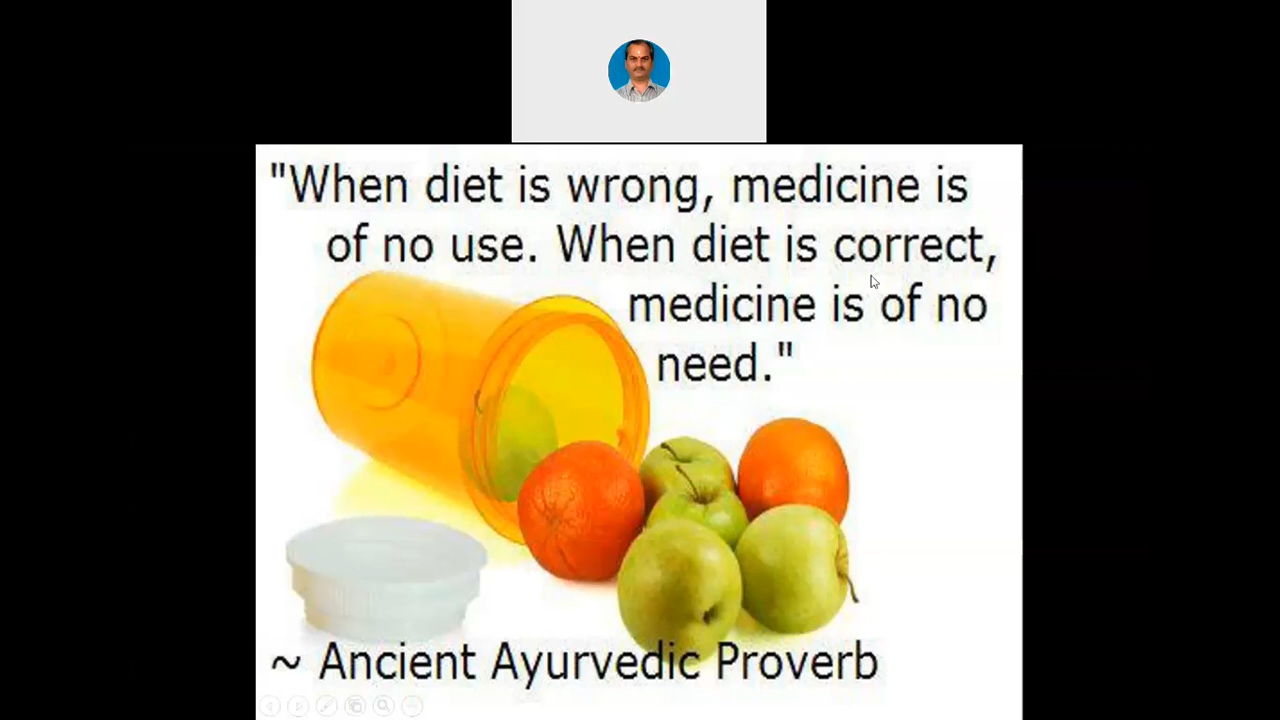 "When diet is wrong, medicine is
of no use. When diet is correct,
medicine is of no
need."
~ Ancient Ayurvedic Proverb